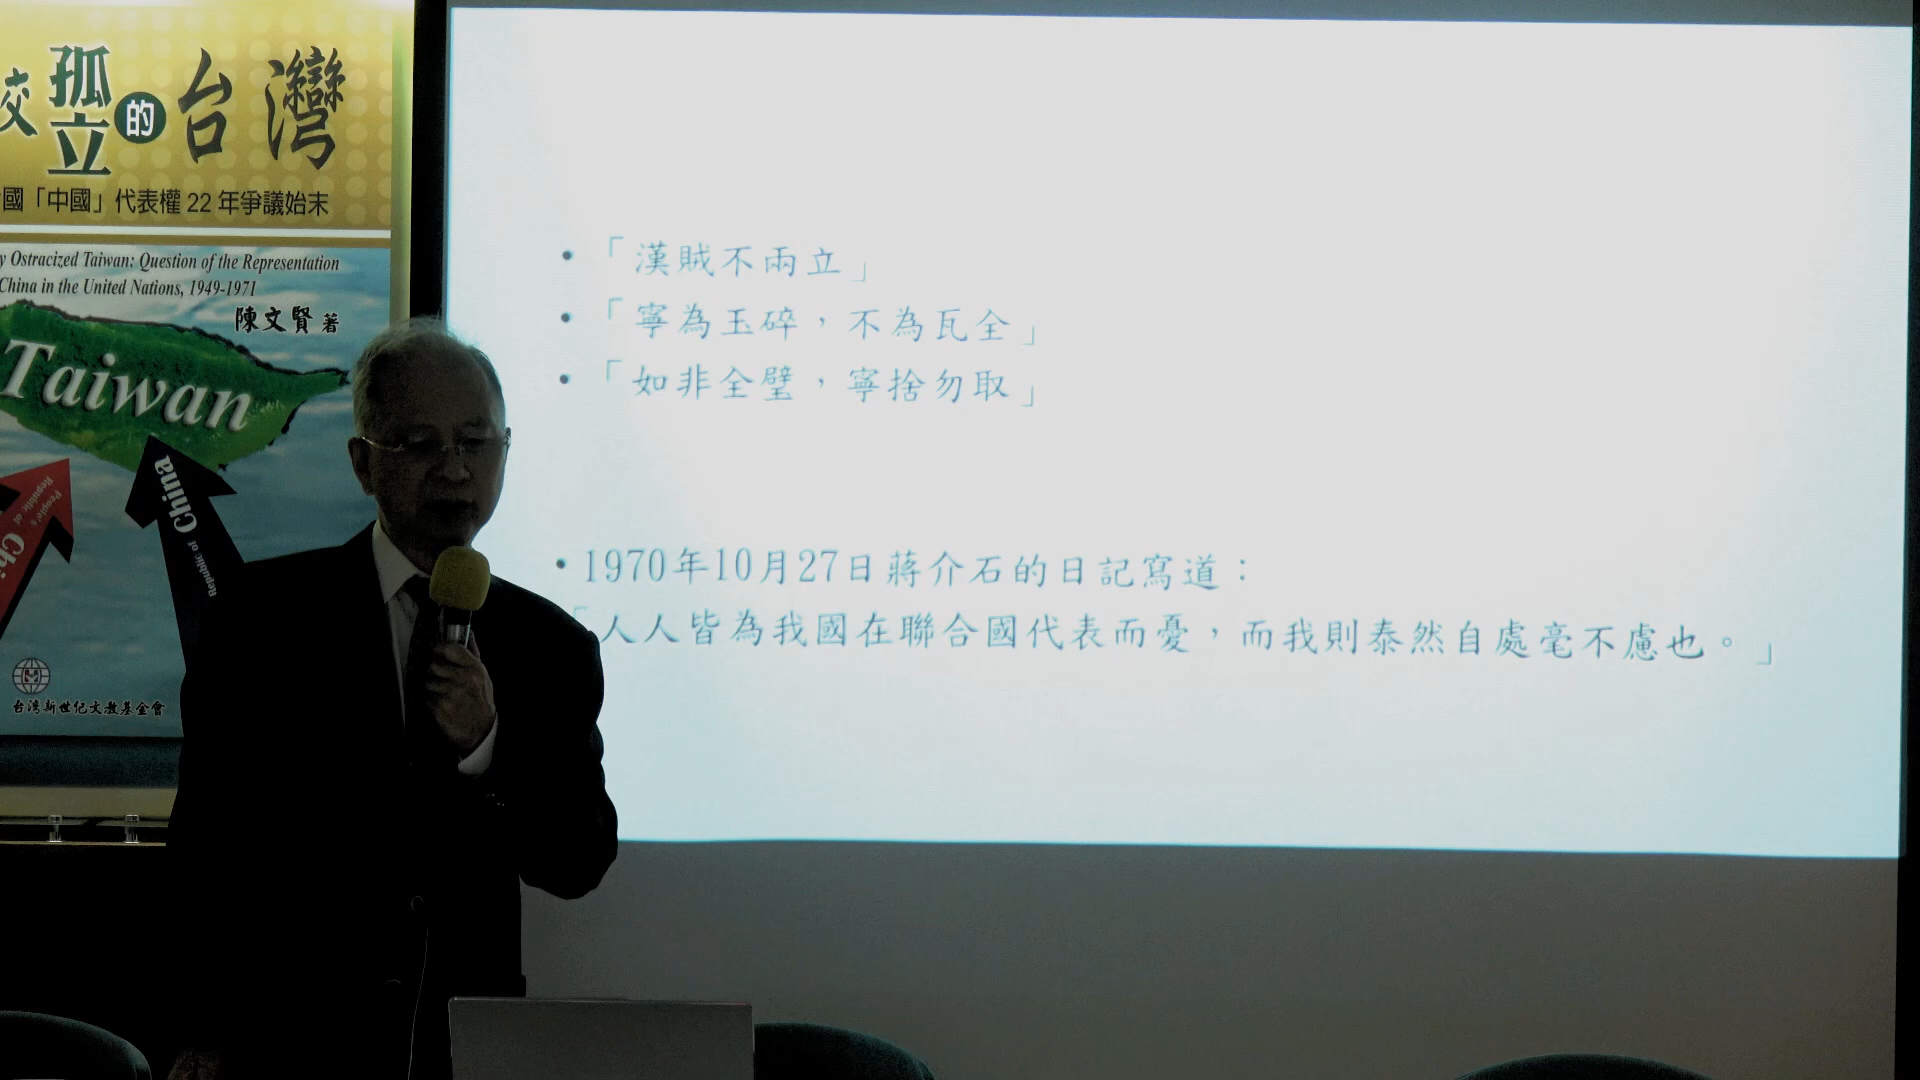 孤立的台灣
國「中國」代表權 22 年爭議始末
y Ostracized Taiwan: Question of the Representation
China in the United Nations, 1949-1971
陳文賢 著
Taiwan
People's Republic of Chi
Republic of China
台灣新世紀文教基金會
•「漢賊不兩立」
•「寧為玉碎，不為瓦全」
•「如非全璧，寧捨勿取」
•1970年10月27日蔣介石的日記寫道：
「人人皆為我國在聯合國代表而憂，而我則泰然自處毫不慮也。」